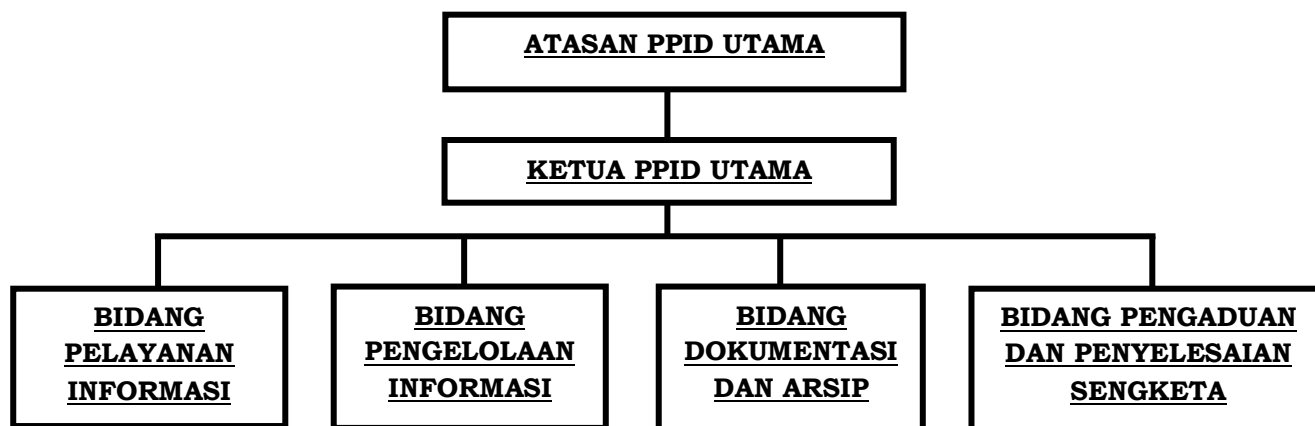 ATASAN PPID UTAMA
KETUA PPID UTAMA
BIDANG
PELAYANAN
INFORMASI
BIDANG
PENGELOLAAN
INFORMASI
BIDANG
DOKUMENTASI
DAN ARSIP
BIDANG PENGADUAN
DAN PENYELESAIAN
SENGKETA